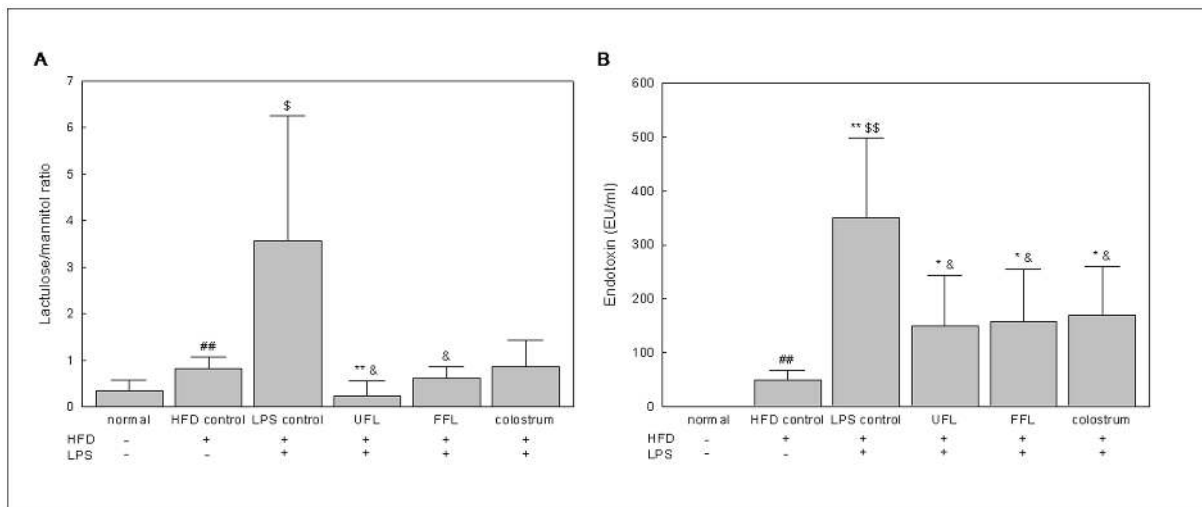 A
Lactulose/mannitol ratio
7
6
5
4
3
2
1
0
##
$
** &
&
normal HFD control LPS control UFL FFL colostrum
HFD - + + + + +
LPS - - + + + +
B
Endotoxin (EU/ml)
600
500
400
300
200
100
0
##
** $$
* &
* &
* &
normal HFD control LPS control UFL FFL colostrum
HFD - + + + + +
LPS - - + + + +